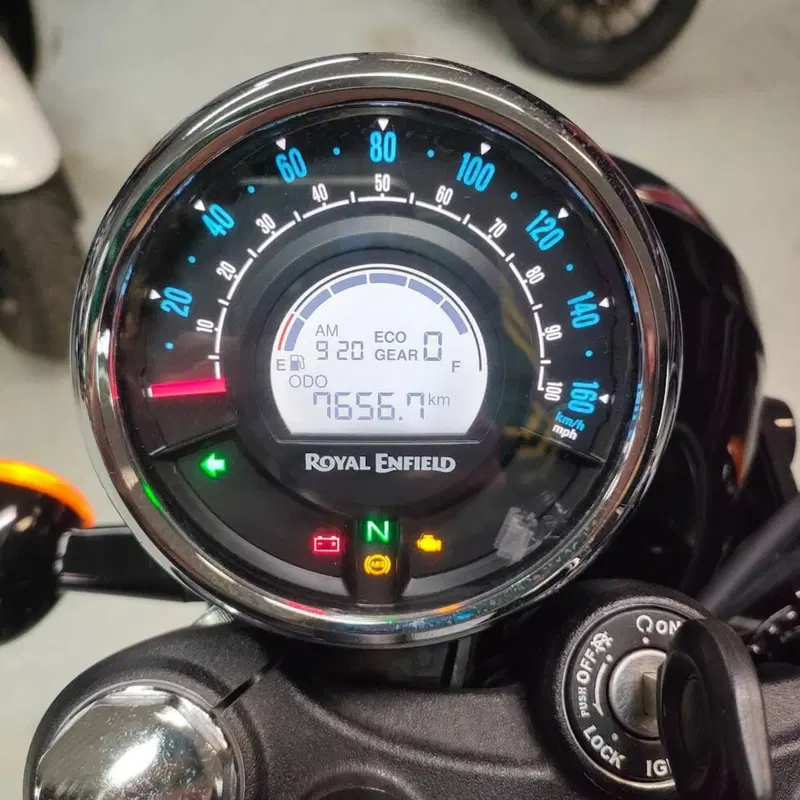 20 40 60 80 100 120 140 160
km/h
mph
10 20 30 40 50 60 70 80 90 100
AM ECO 0
9 20 GEAR
E F
ODO
7656.7 km
ROYAL ENFIELD
N
ABS
ON
OFF
PUSH
LOCK